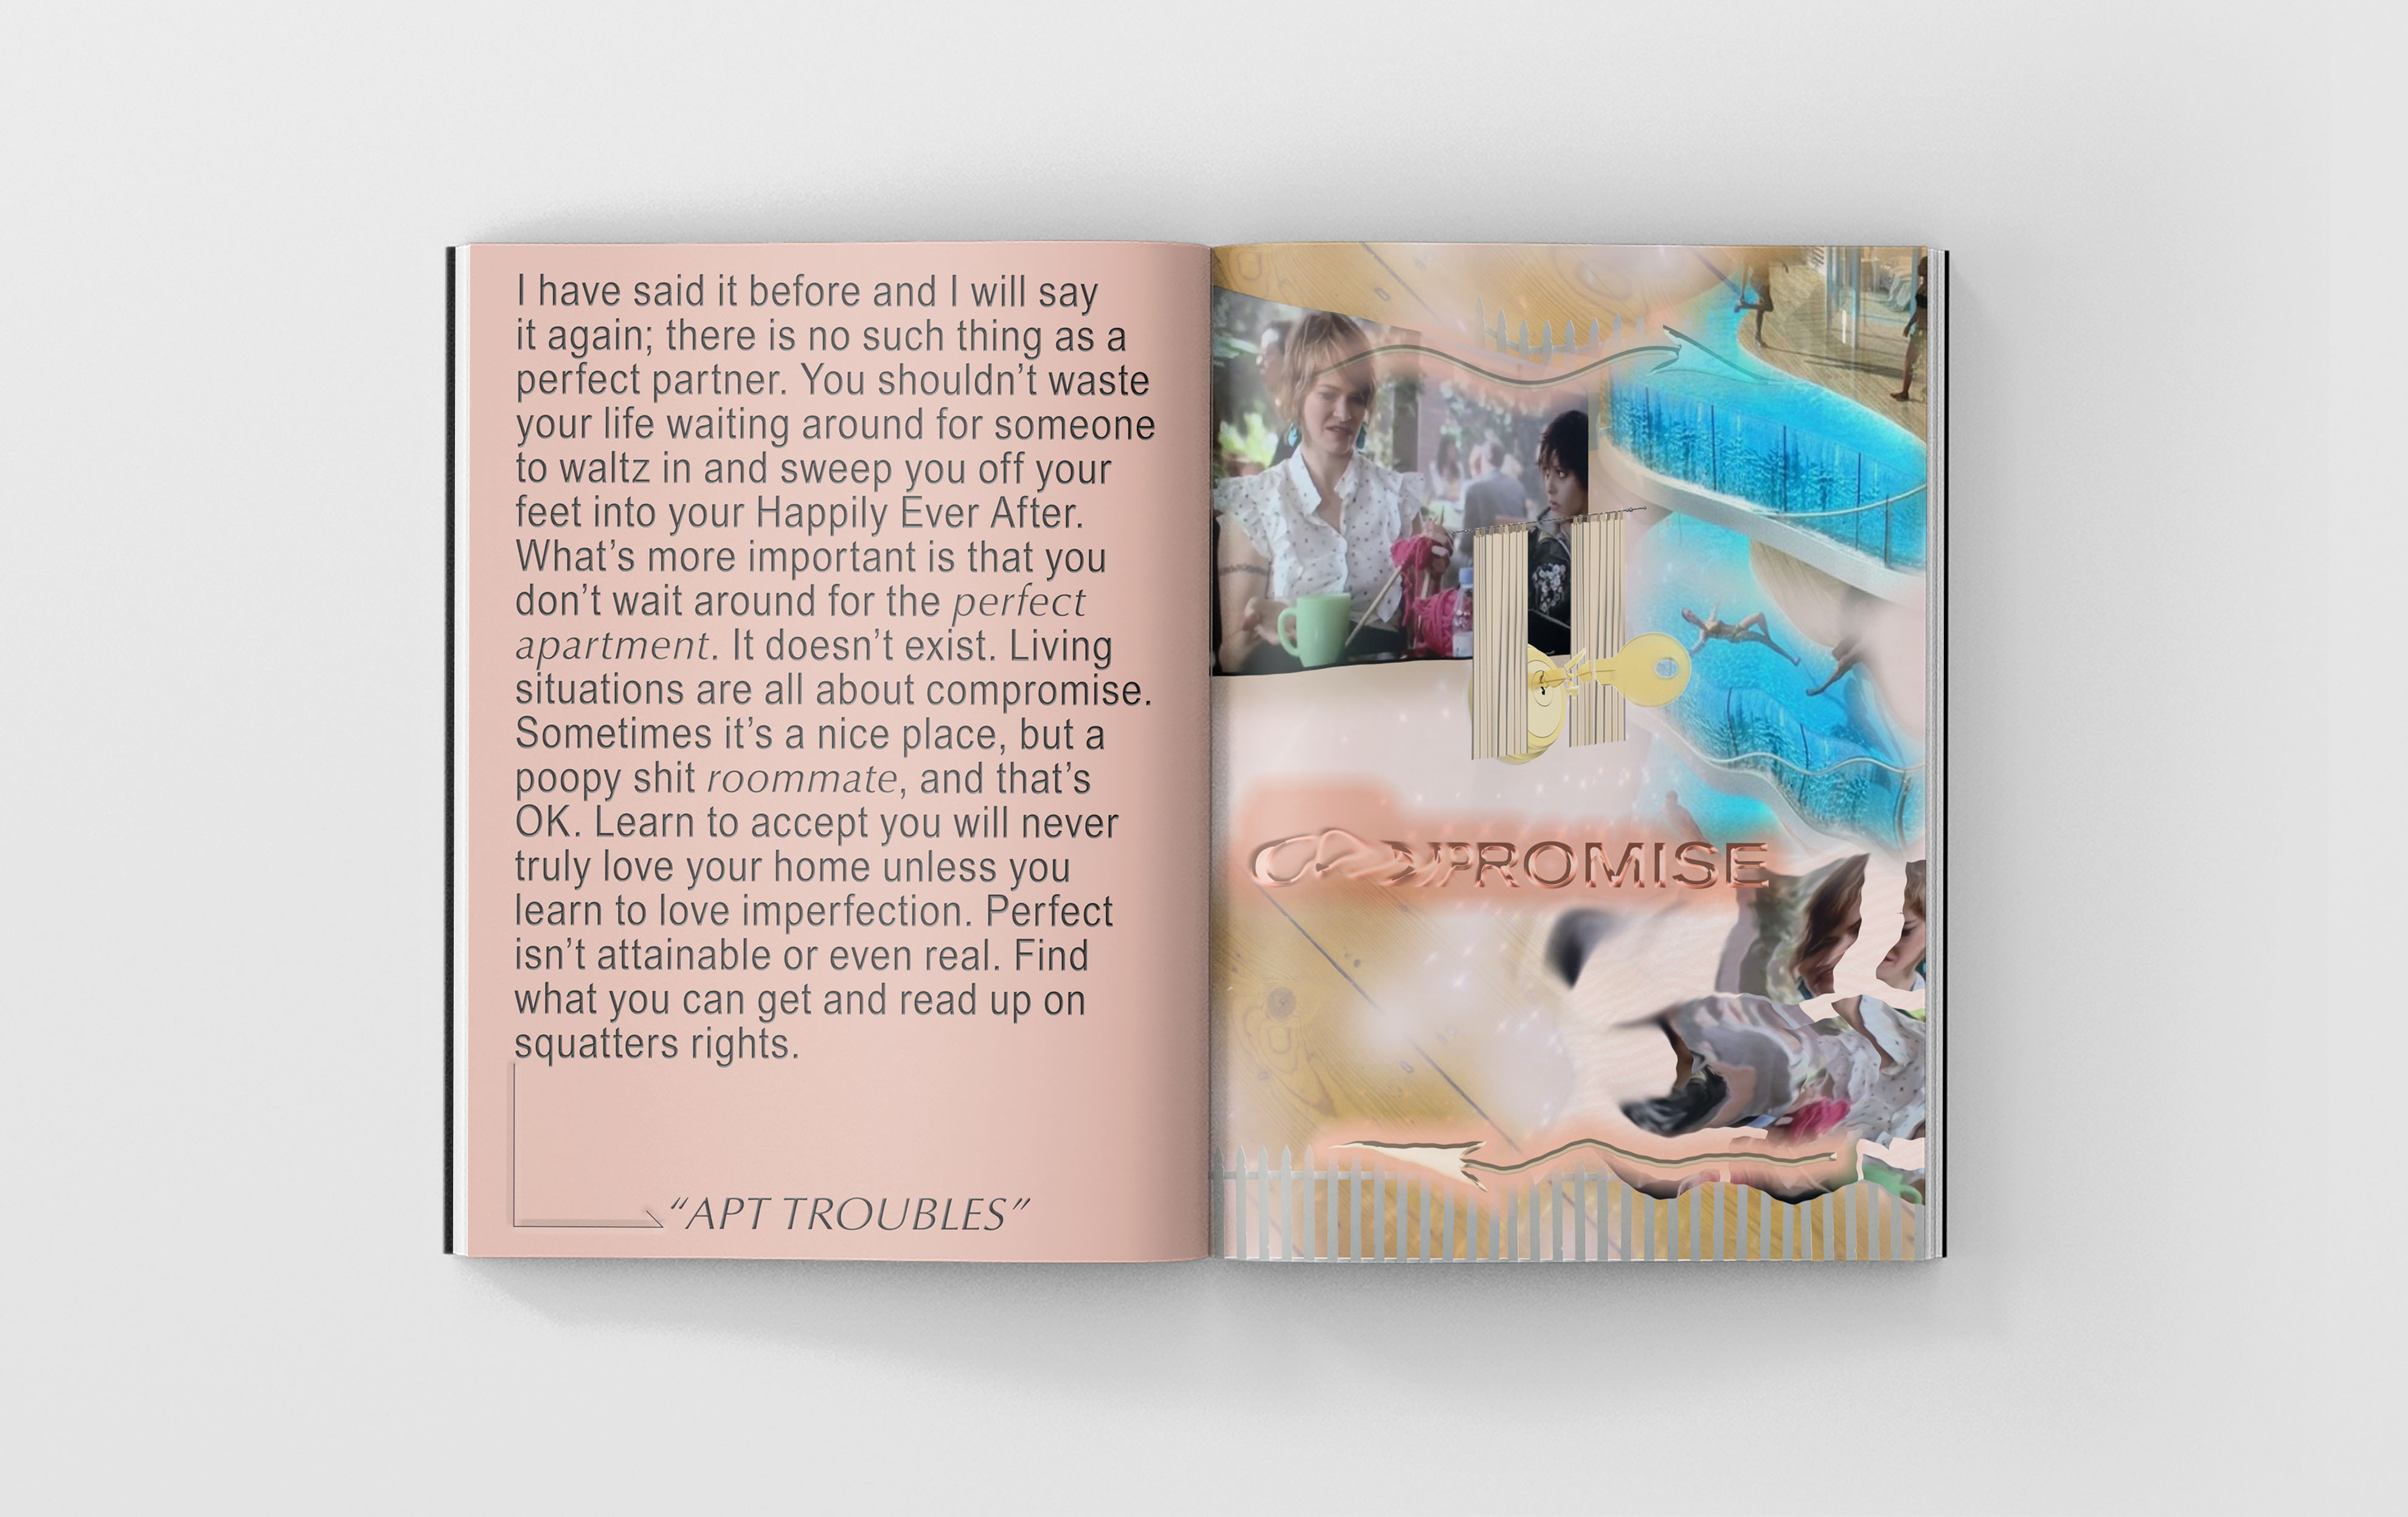 I have said it before and I will say
it again; there is no such thing as a
perfect partner. You shouldn’t waste
your life waiting around for someone
to waltz in and sweep you off your
feet into your Happily Ever After.
What’s more important is that you
don’t wait around for the perfect
apartment. It doesn’t exist. Living
situations are all about compromise.
Sometimes it’s a nice place, but a
poopy shit roommate, and that’s
OK. Learn to accept you will never
truly love your home unless you
learn to love imperfection. Perfect
isn’t attainable or even real. Find
what you can get and read up on
squatters rights.
“APT TROUBLES”
COMPROMISE